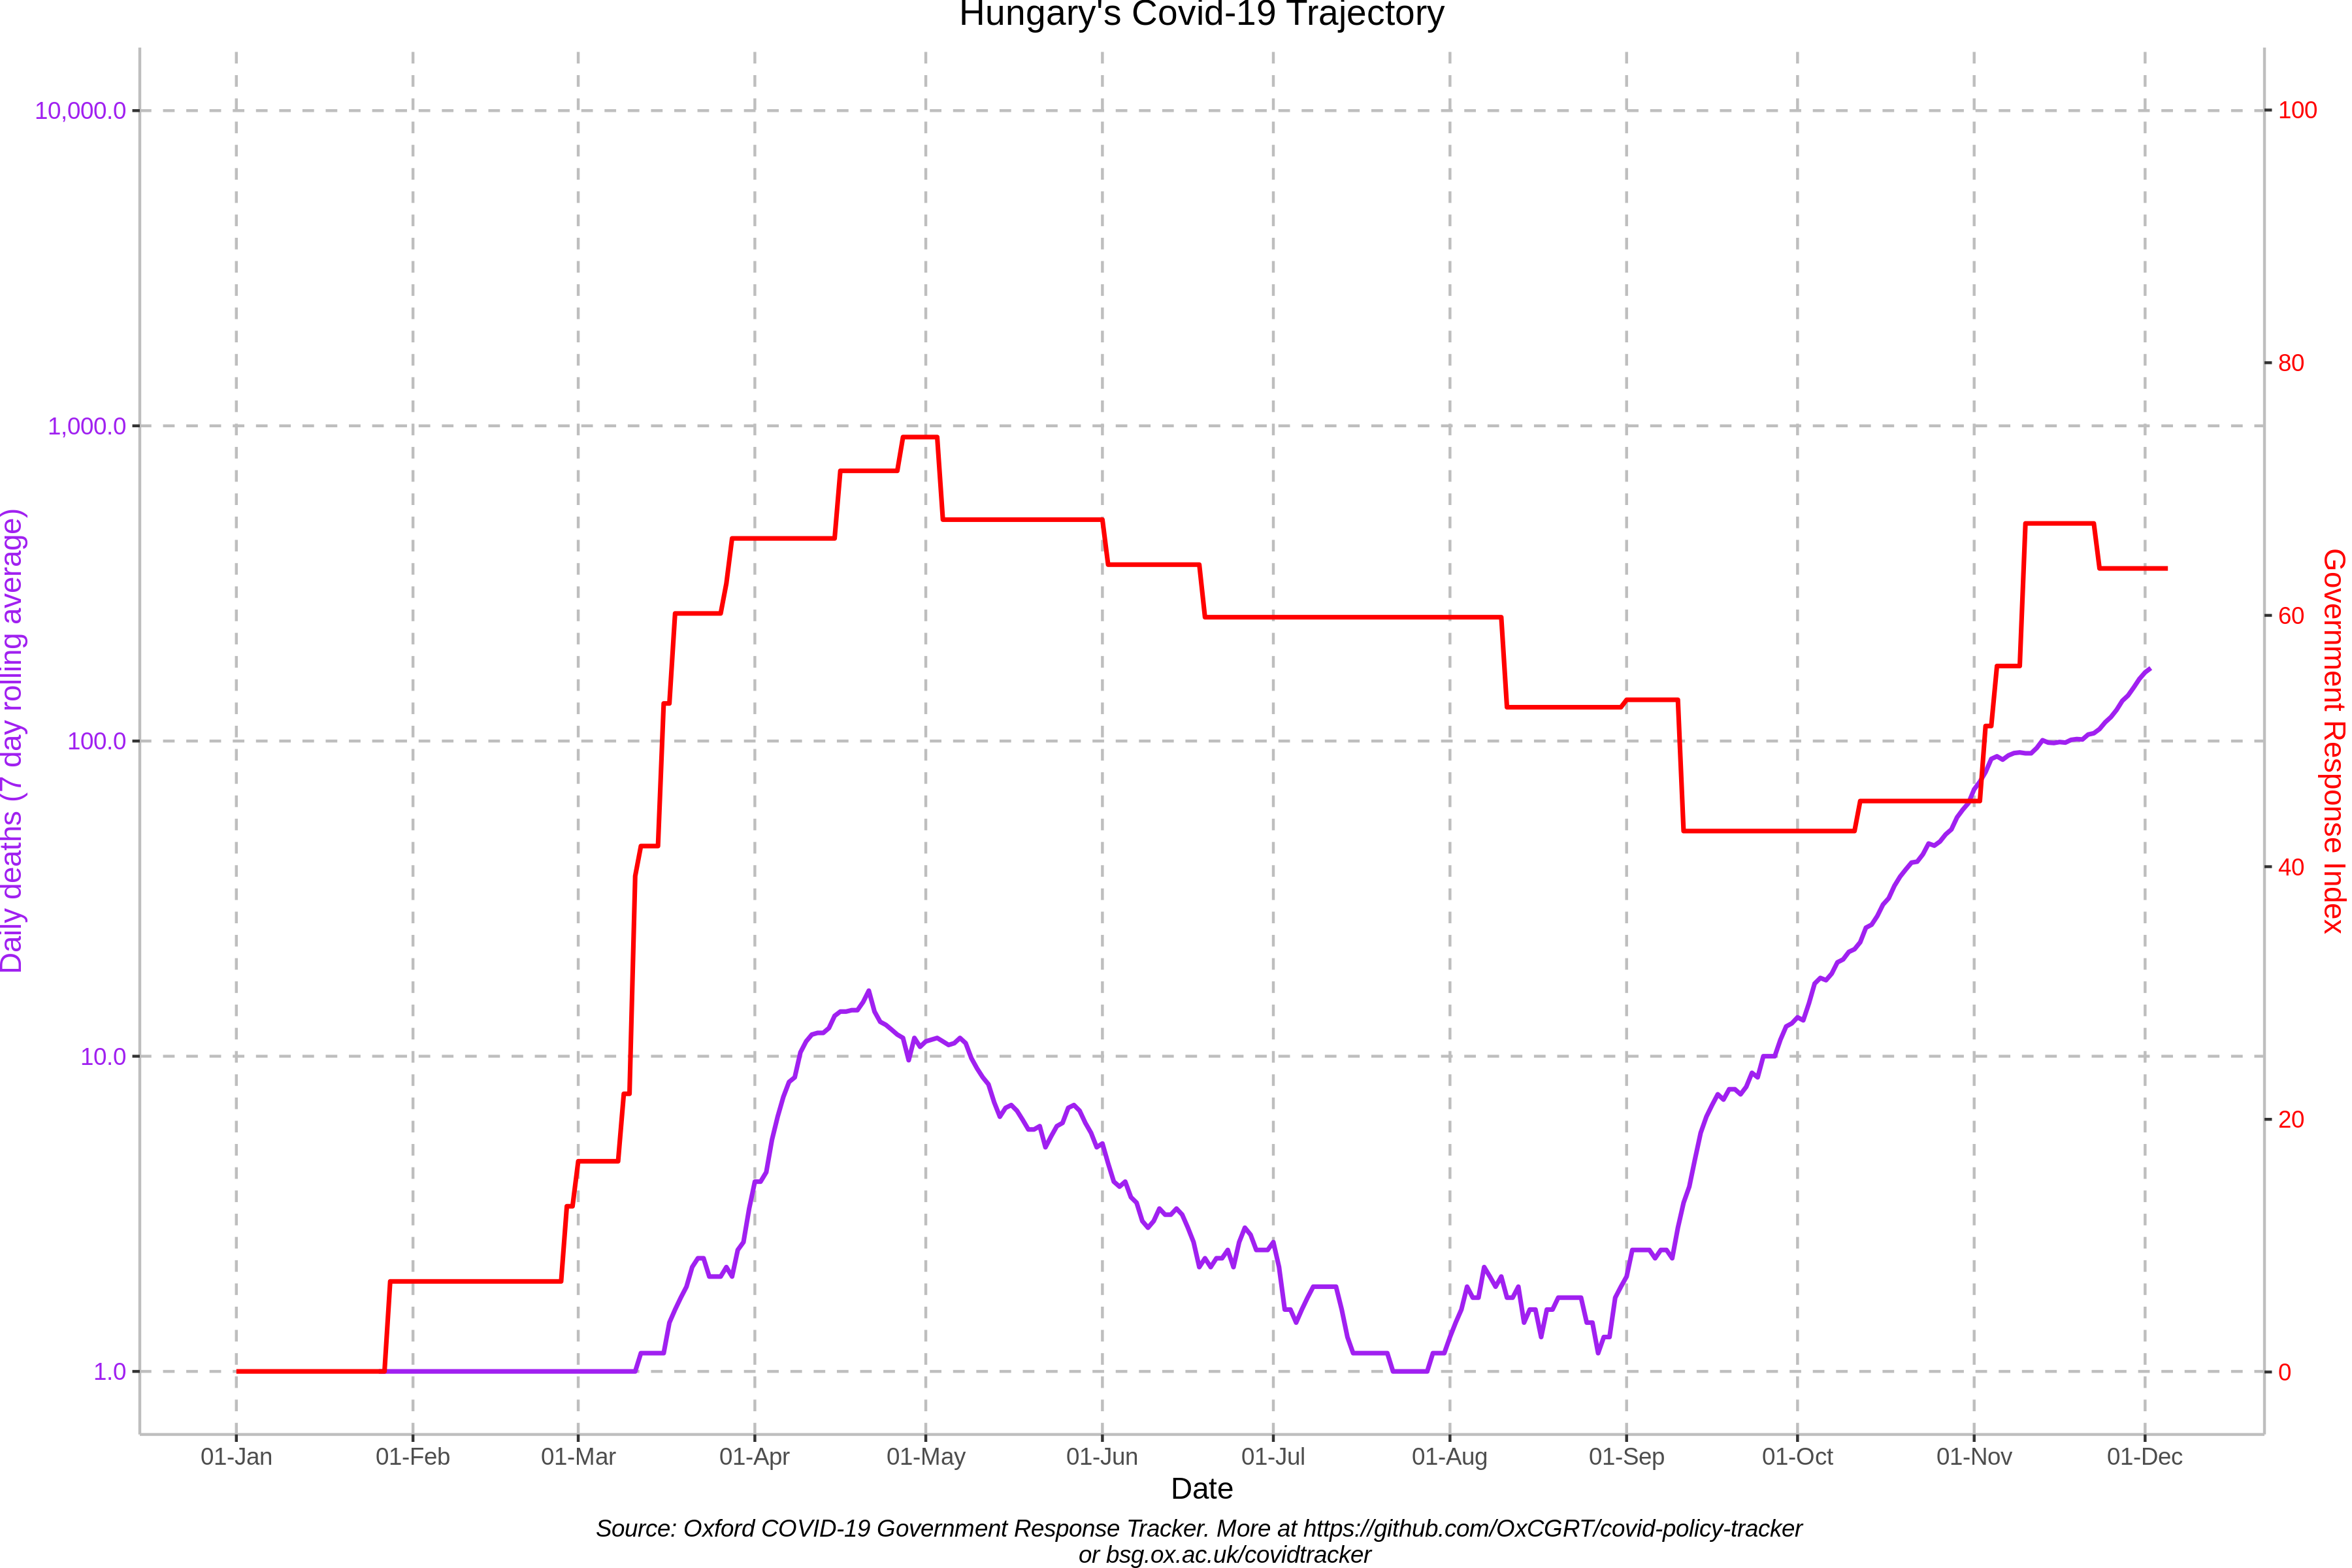 Hungary's Covid-19 Trajectory
10,000.0
1,000.0
100.0
10.0
1.0
Daily deaths (7 day rolling average)
100
80
60
40
20
0
Government Response Index
01-Jan
01-Feb
01-Mar
01-Apr
01-May
01-Jun
01-Jul
01-Aug
01-Sep
01-Oct
01-Nov
01-Dec
Date
Source: Oxford COVID-19 Government Response Tracker. More at https://github.com/OxCGRT/covid-policy-tracker
or bsg.ox.ac.uk/covidtracker